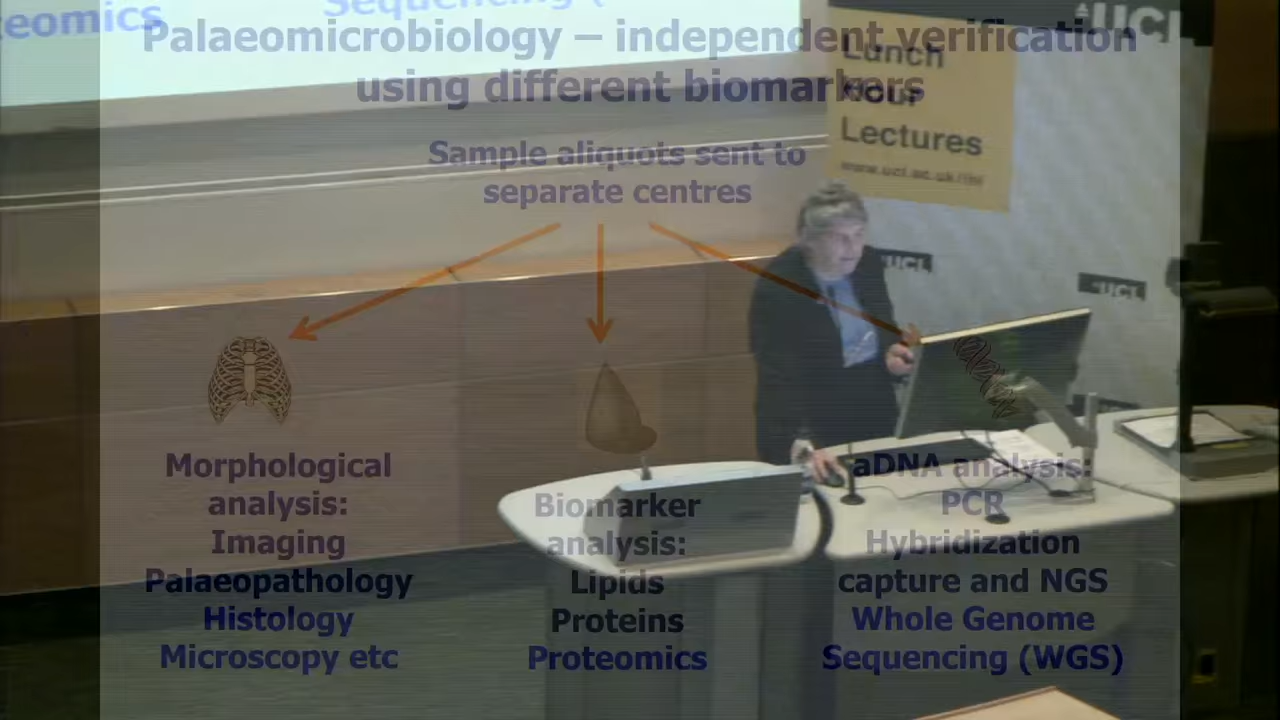 eomics
Sequencing (
Palaeomicrobiology – independent verification
using different biomarkers
UCL
Lunch
Hour
Lectures
www.ucl.ac.uk/lhl
Sample aliquots sent to
separate centres
UCL
UCL
Morphological
analysis:
Imaging
Palaeopathology
Histology
Microscopy etc
Biomarker
analysis:
Lipids
Proteins
Proteomics
aDNA analysis:
PCR
Hybridization
capture and NGS
Whole Genome
Sequencing (WGS)